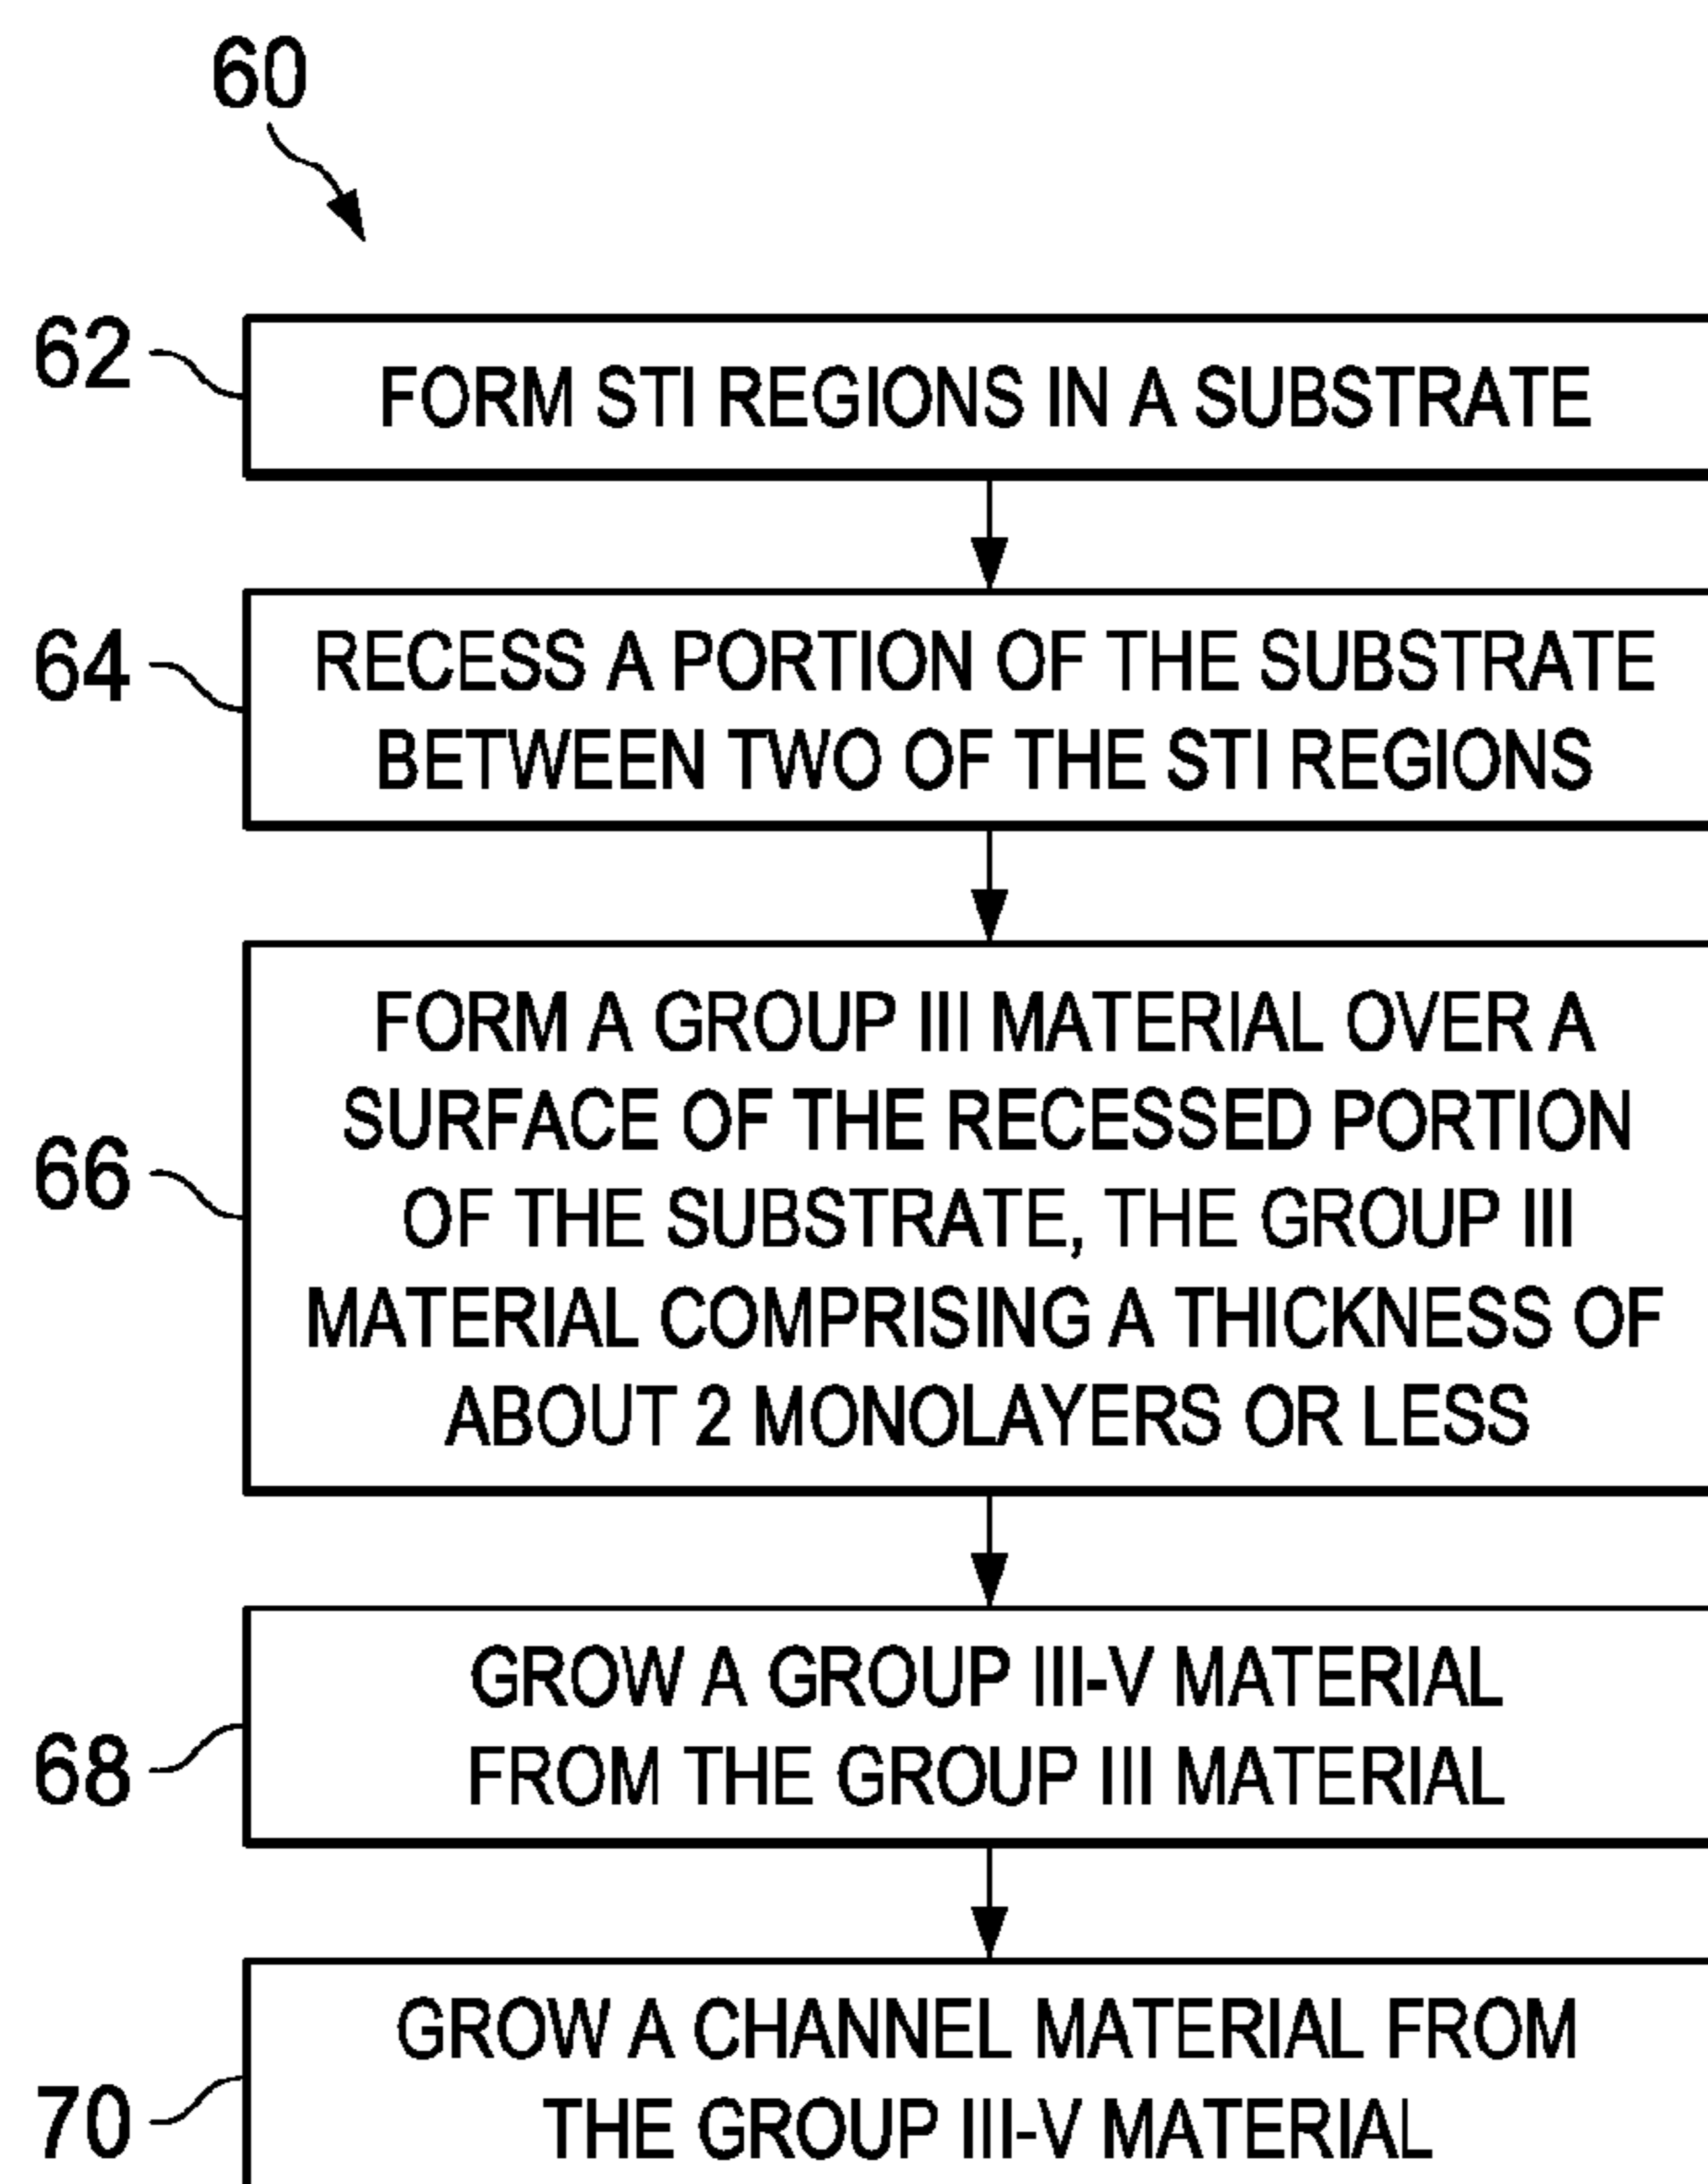 60
62
FORM STI REGIONS IN A SUBSTRATE
64
RECESS A PORTION OF THE SUBSTRATE
BETWEEN TWO OF THE STI REGIONS
66
FORM A GROUP III MATERIAL OVER A
SURFACE OF THE RECESSED PORTION
OF THE SUBSTRATE, THE GROUP III
MATERIAL COMPRISING A THICKNESS OF
ABOUT 2 MONOLAYERS OR LESS
68
GROW A GROUP III-V MATERIAL
FROM THE GROUP III MATERIAL
70
GROW A CHANNEL MATERIAL FROM
THE GROUP III-V MATERIAL